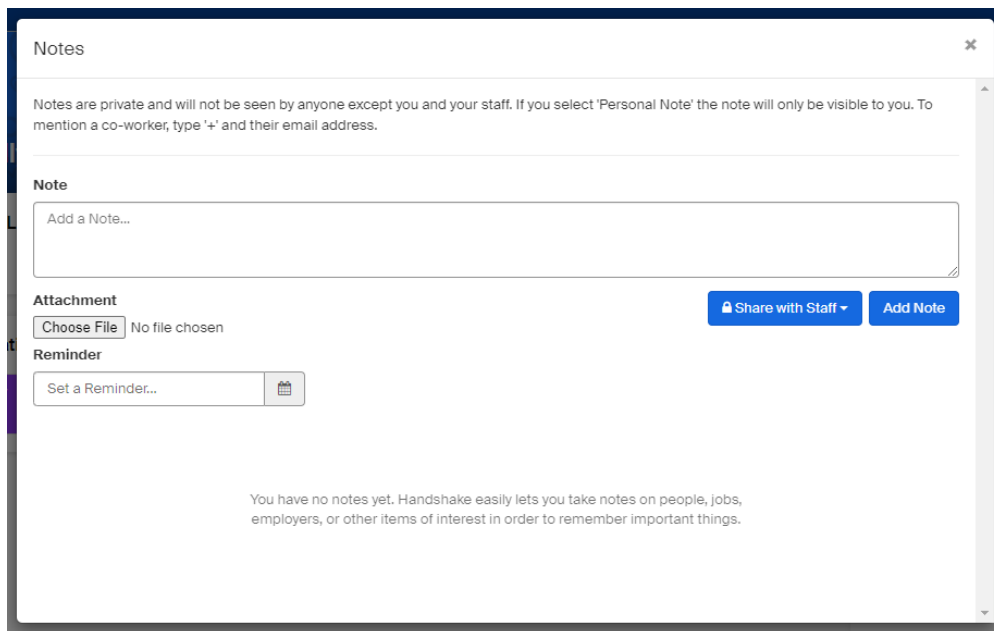 Notes
Notes are private and will not be seen by anyone except you and your staff. If you select 'Personal Note' the note will only be visible to you. To
mention a co-worker, type '+' and their email address.
Note
Add a Note...
Attachment
Share with Staff
Add Note
Choose File No file chosen
Reminder
Set a Reminder...
You have no notes yet. Handshake easily lets you take notes on people, jobs,
employers, or other items of interest in order to remember important things.